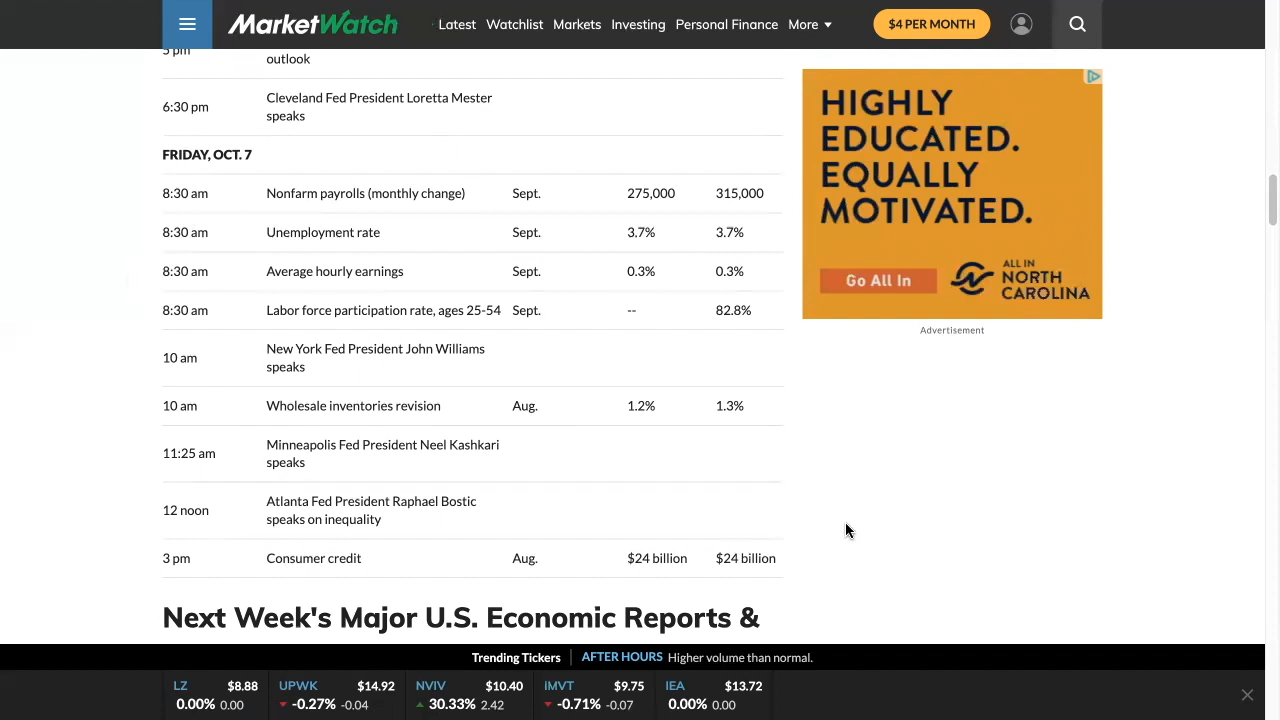 MarketWatch
Latest Watchlist Markets Investing Personal Finance More
$4 PER MONTH
5 pm
outlook
6:30 pm Cleveland Fed President Loretta Mester
speaks
FRIDAY, OCT. 7
8:30 am Nonfarm payrolls (monthly change) Sept. 275,000 315,000
8:30 am Unemployment rate Sept. 3.7% 3.7%
8:30 am Average hourly earnings Sept. 0.3% 0.3%
8:30 am Labor force participation rate, ages 25-54 Sept. -- 82.8%
10 am New York Fed President John Williams
speaks
10 am Wholesale inventories revision Aug. 1.2% 1.3%
11:25 am Minneapolis Fed President Neel Kashkari
speaks
12 noon Atlanta Fed President Raphael Bostic
speaks on inequality
3 pm Consumer credit Aug. $24 billion $24 billion
Next Week's Major U.S. Economic Reports &
HIGHLY
EDUCATED.
EQUALLY
MOTIVATED.
Go All In
ALL IN
NORTH
CAROLINA
Advertisement
Trending Tickers AFTER HOURS Higher volume than normal.
LZ $8.88 UPWK $14.92 NVIV $10.40 IMVT $9.75 IEA $13.72
0.00% 0.00 -0.27% -0.04 30.33% 2.42 -0.71% -0.07 0.00% 0.00